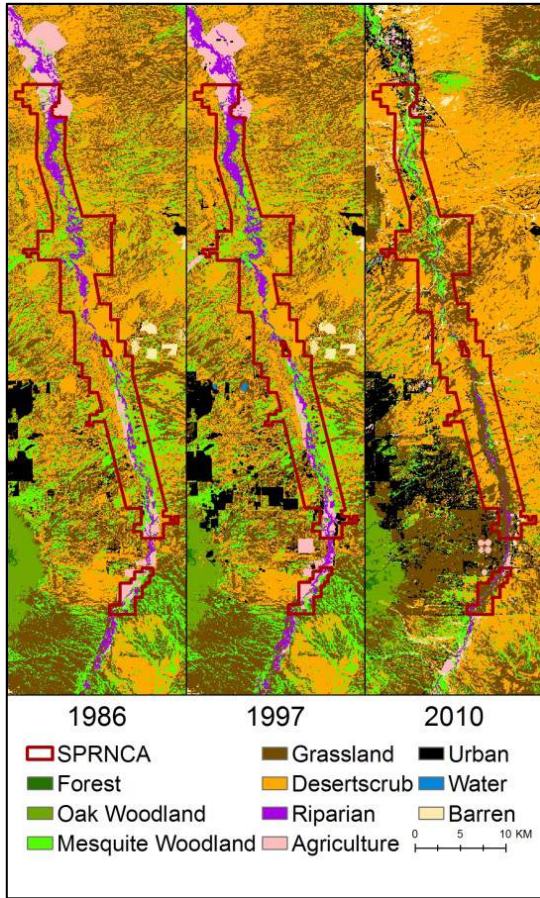 1986 1997 2010
SPRNCA Grassland Urban
Forest Desertscrub Water
Oak Woodland Riparian Barren
Mesquite Woodland Agriculture 0 5 10 KM